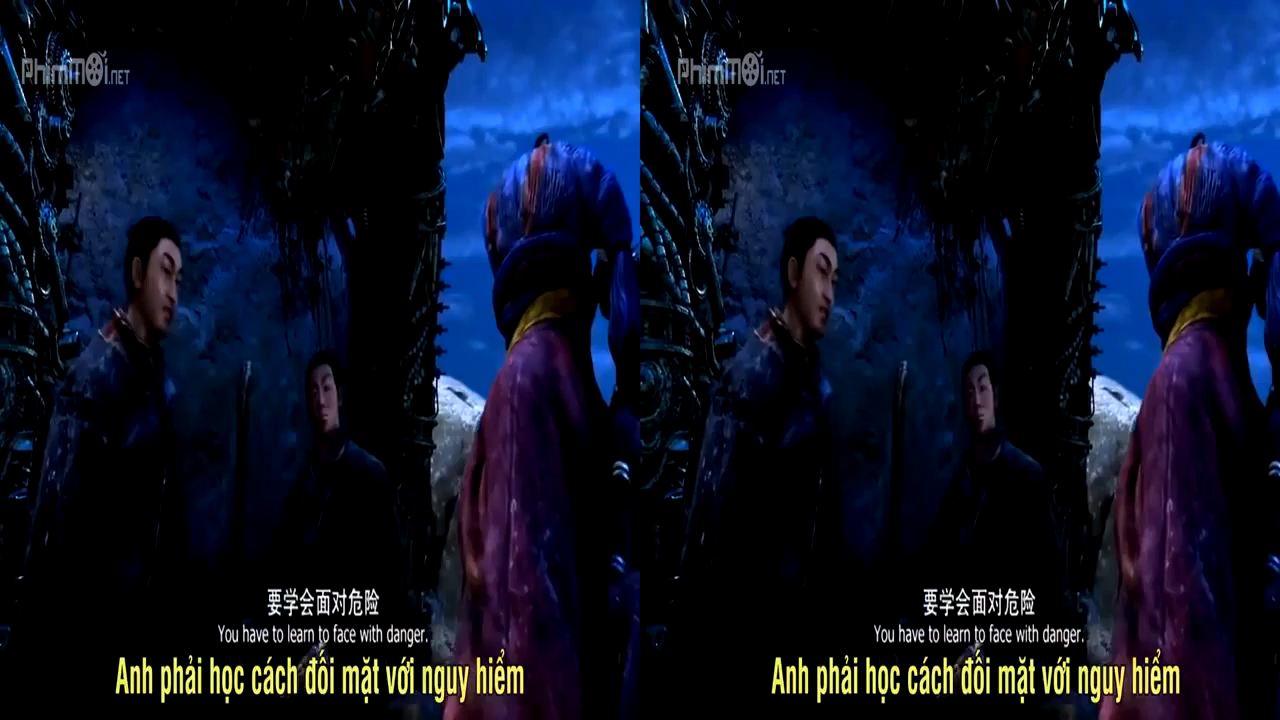 PhimMỗi.NET
PhimMỗi.NET
要学会面对危险
You have to learn to face with danger.
Anh phải học cách đối mặt với nguy hiểm
要学会面对危险
You have to learn to face with danger.
Anh phải học cách đối mặt với nguy hiểm